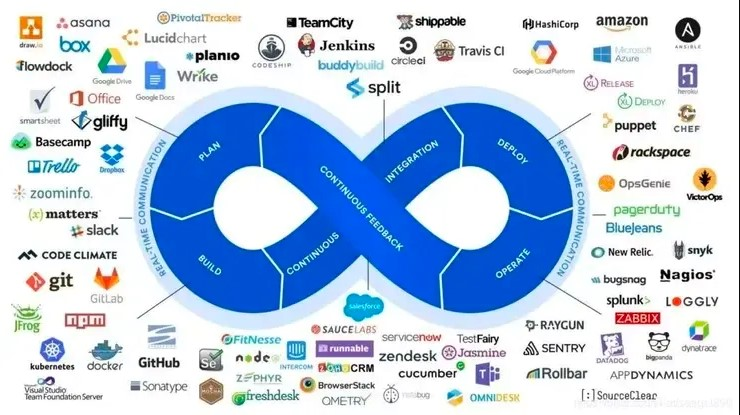 draw.io
asana
PivotalTracker
TeamCity
shippable
HashiCorp
amazon
ANSIBLE
box
Lucidchart
planio
CODESHIP
Jenkins
circleci
Travis CI
Google Cloud Platform
Microsoft
Azure
flowdock
Google Drive
Google Docs
Wrike
buddybuild
split
XL RELEASE
heroku
smartsheet
Office
gliffy
XL DEPLOY
puppet
CHEF
Basecamp
Trello
Dropbox
rackspace
zoominfo.
OpsGenie
VictorOps
(x) matters
slack
pagerduty
BlueJeans
REAL-TIME COMMUNICATION
PLAN
BUILD
CONTINUOUS
INTEGRATION
CONTINUOUS FEEDBACK
DEPLOY
OPERATE
REAL-TIME COMMUNICATION
CODE CLIMATE
New Relic.
snyk
git
GitLab
bugsnag
Nagios
JFrog
npm
salesforce
splunk>
LOGGLY
ZABBIX
kubernetes
docker
GitHub
Se
FitNesse
SAUCELABS
servicenow
TestFairy
RAYGUN
node
INTERCOM
runnable
zendesk
Jasmine
SENTRY
DATADOG
bigpanda
dynatrace
ZEPHYR
ZOHO CRM
cucumber
Rollbar
APPDYNAMICS
Visual Studio
Team Foundation Server
Sonatype
MOCHA
freshdesk
BrowserStack
QMETRY
OMNIDESK
[:]SourceClear